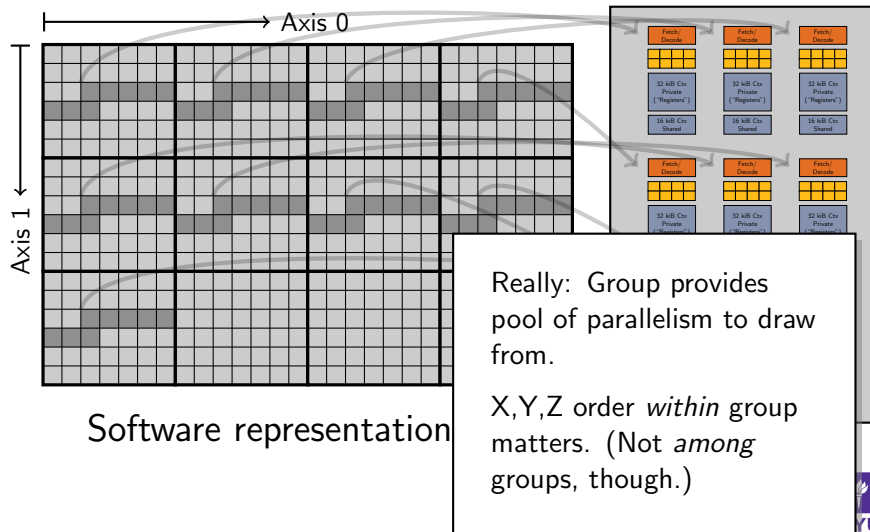 Axis 0
Axis 1
Fetch/
Decode
32 kiB Ctx
Private
("Registers")
16 kiB Ctx
Shared
Fetch/
Decode
32 kiB Ctx
Private
("Registers")
16 kiB Ctx
Shared
Fetch/
Decode
32 kiB Ctx
Private
("Registers")
16 kiB Ctx
Shared
Fetch/
Decode
32 kiB Ctx
Private
("Registers")
Fetch/
Decode
32 kiB Ctx
Private
("Registers")
Fetch/
Decode
32 kiB Ctx
Private
("Registers")
Software representation
Really: Group provides
pool of parallelism to draw
from.
X,Y,Z order within group
matters. (Not among
groups, though.)